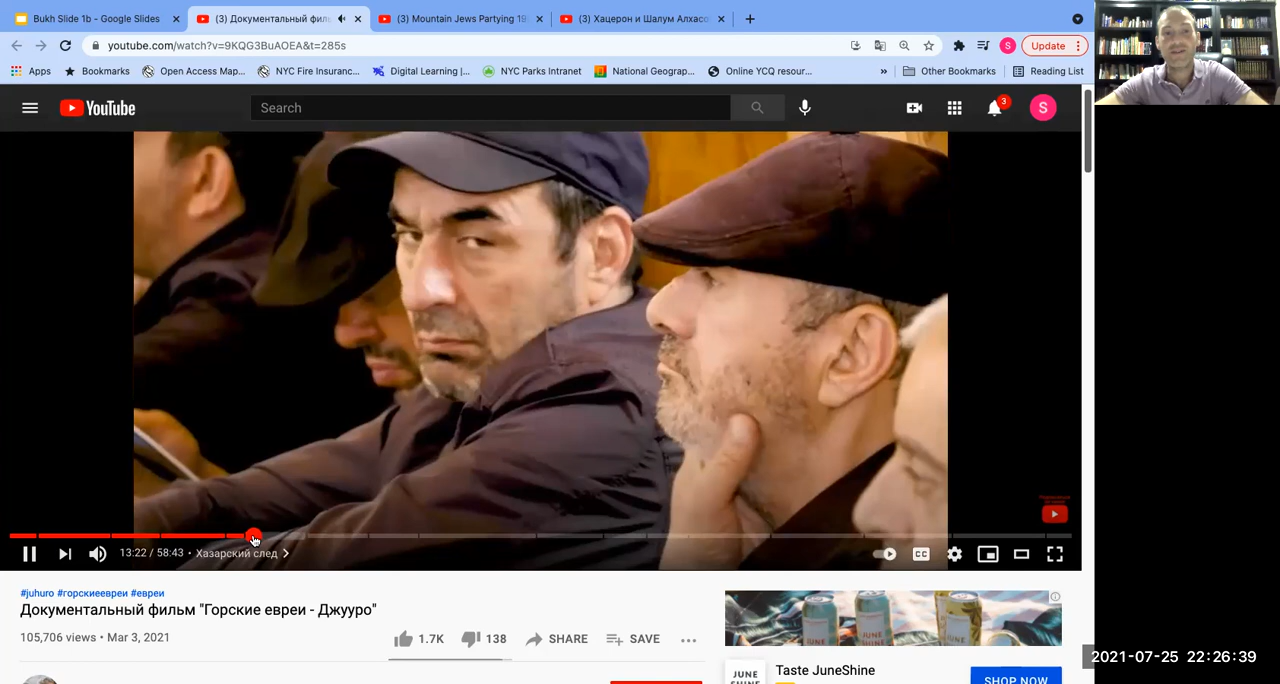 Bukh Slide 1b - Google Slides
(3) Документальный фил
(3) Mountain Jews Partying 19
(3) Хацерон и Шалум Алхасо
youtube.com/watch?v=9KQG3BuAOEA&t=285s
S
Update
Apps
Bookmarks
Open Access Map...
NYC Fire Insuranc...
Digital Learning |...
NYC Parks Intranet
National Geograp...
Online YCQ resour...
»
Other Bookmarks
Reading List
YouTube
Search
3
S
13:22 / 58:43 • Хазарский след
CC
#juhuro #горскиеевреи #евреи
Документальный фильм "Горские евреи - Джууро"
105,706 views • Mar 3, 2021
1.7K
138
SHARE
SAVE
JUNE
Taste JuneShine
SHOP NOW
2021-07-25 22:26:39